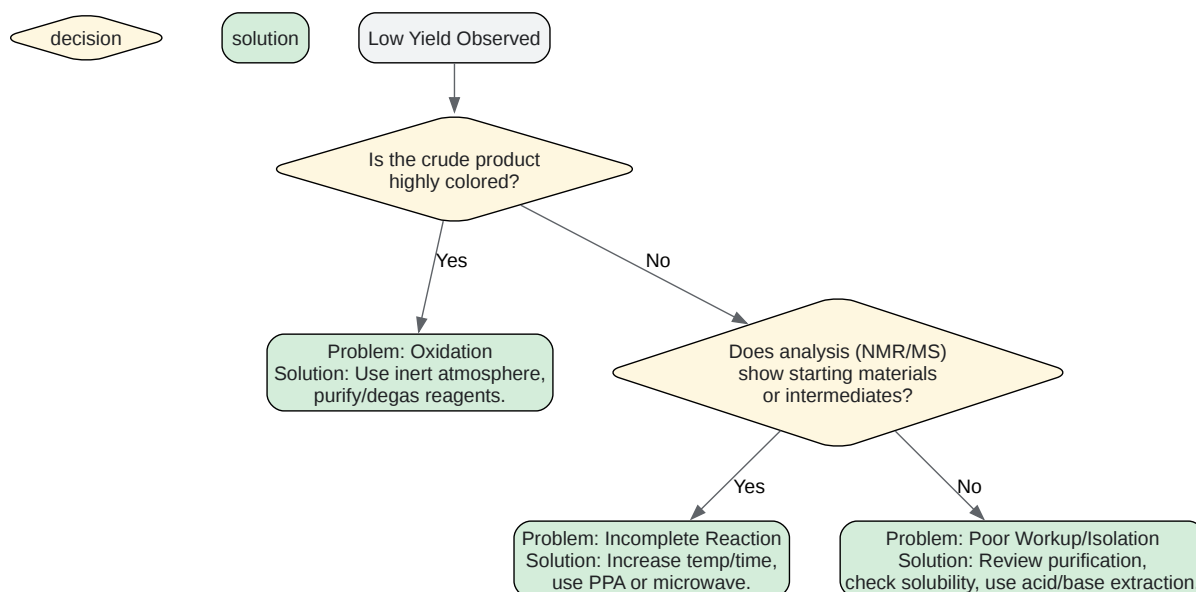 decision
solution
Low Yield Observed
Is the crude product
highly colored?
Yes
No
Problem: Oxidation
Solution: Use inert atmosphere,
purify/degas reagents.
Does analysis (NMR/MS)
show starting materials
or intermediates?
Yes
No
Problem: Incomplete Reaction
Solution: Increase temp/time,
use PPA or microwave.
Problem: Poor Workup/Isolation
Solution: Review purification,
check solubility, use acid/base extraction.